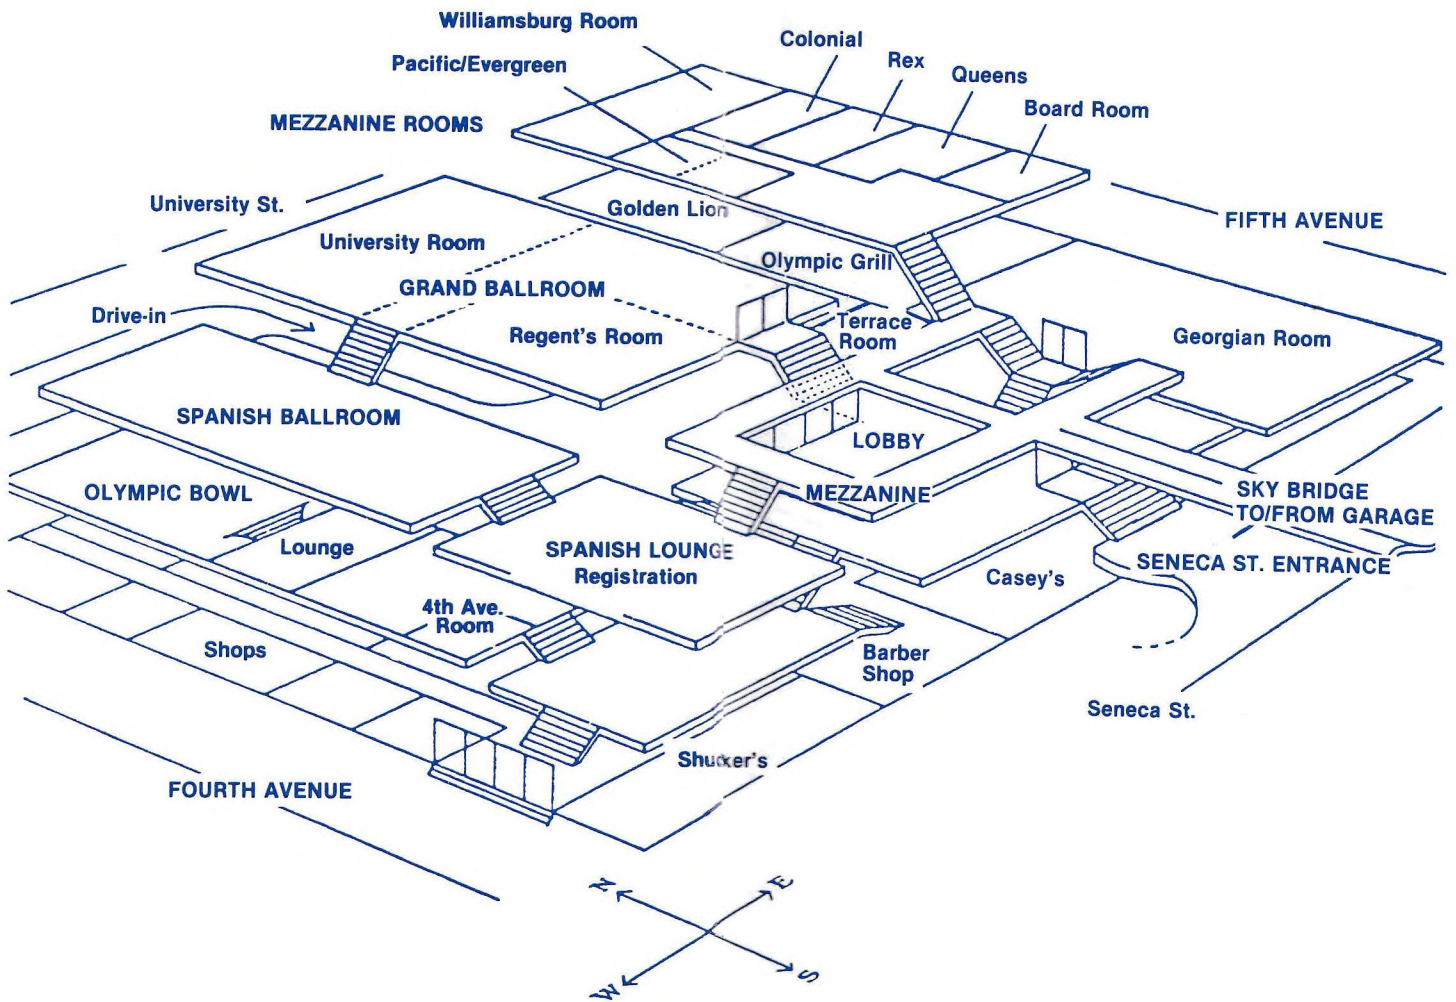 Williamsburg Room
Colonial
Rex
Queens
Board Room
Pacific/Evergreen
MEZZANINE ROOMS
University St.
Golden Lion
FIFTH AVENUE
University Room
Olympic Grill
GRAND BALLROOM
Drive-in
Regent's Room
Terrace
Room
Georgian Room
SPANISH BALLROOM
LOBBY
OLYMPIC BOWL
MEZZANINE
SKY BRIDGE
TO/FROM GARAGE
Lounge
SPANISH LOUNGE
Registration
Casey's
SENECA ST. ENTRANCE
4th Ave.
Room
Shops
Barber
Shop
Seneca St.
Shucker's
FOURTH AVENUE
N
E
W
S